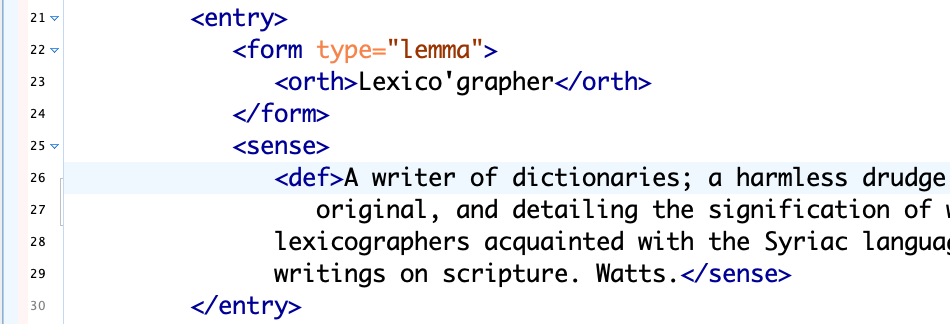 21 <entry>
22 <form type="lemma">
23 <orth>Lexico'grapher</orth>
24 </form>
25 <sense>
26 <def>A writer of dictionaries; a harmless drudge
27 original, and detailing the signification of
28 lexicographers acquainted with the Syriac
29 writings on scripture. Watts.</sense>
30 </entry>